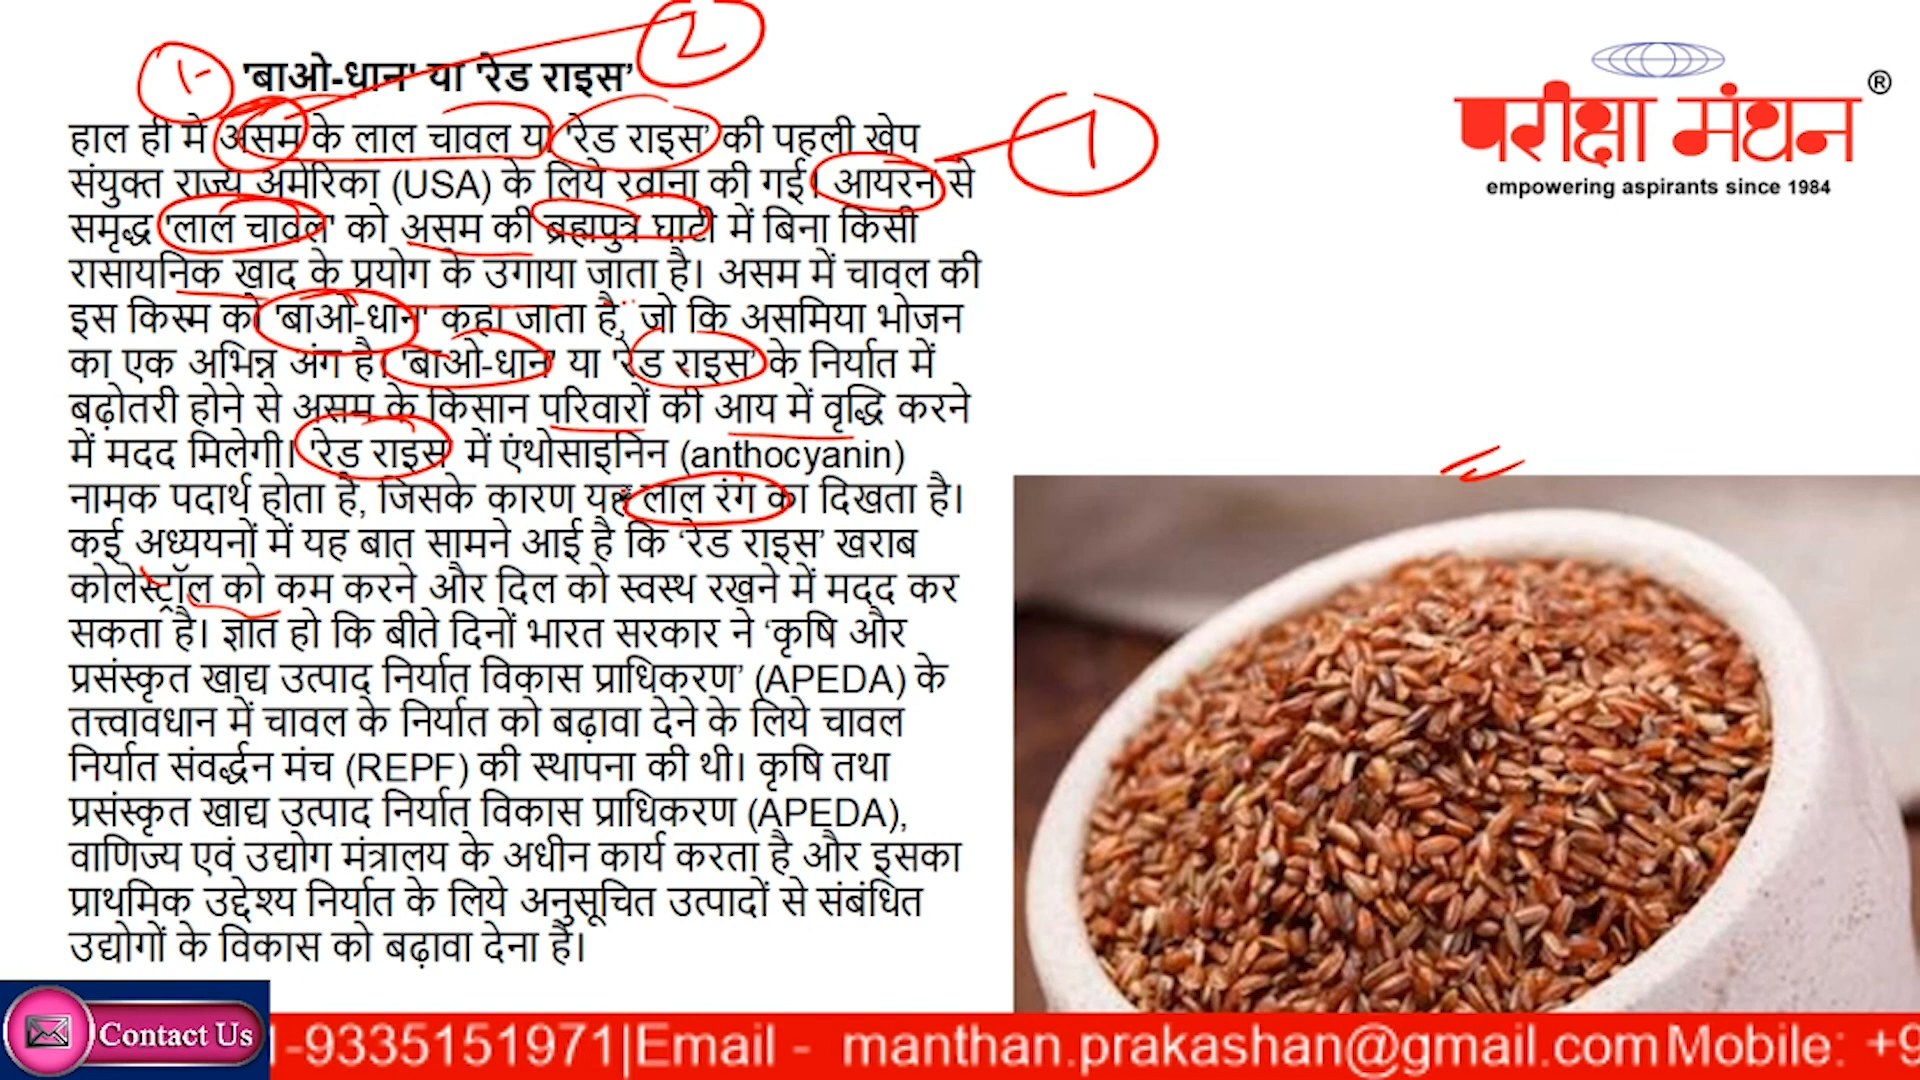 'बाओ-धान' या 'रेड राइस’
हाल ही में असम के लाल चावल या 'रेड राइस’ की पहली खेप
संयुक्त राज्य अमेरिका (USA) के लिये रवाना की गई। आयरन से
समृद्ध 'लाल चावल' को असम की ब्रह्मपुत्र घाटी में बिना किसी
रासायनिक खाद के प्रयोग के उगाया जाता है। असम में चावल की
इस किस्म को 'बाओ-धान' कहा जाता है, जो कि असमिया भोजन
का एक अभिन्न अंग है। 'बाओ-धान' या 'रेड राइस’ के निर्यात में
बढ़ोतरी होने से असम के किसान परिवारों की आय में वृद्धि करने
में मदद मिलेगी। 'रेड राइस' में एंथोसाइनिन (anthocyanin)
नामक पदार्थ होता है, जिसके कारण यह लाल रंग का दिखता है।
कई अध्ययनों में यह बात सामने आई है कि ‘रेड राइस’ खराब
कोलेस्ट्रॉल को कम करने और दिल को स्वस्थ रखने में मदद कर
सकता है। ज्ञात हो कि बीते दिनों भारत सरकार ने ‘कृषि और
प्रसंस्कृत खाद्य उत्पाद निर्यात विकास प्राधिकरण’ (APEDA) के
तत्त्वावधान में चावल के निर्यात को बढ़ावा देने के लिये चावल
निर्यात संवर्द्धन मंच (REPF) की स्थापना की थी। कृषि तथा
प्रसंस्कृत खाद्य उत्पाद निर्यात विकास प्राधिकरण (APEDA),
वाणिज्य एवं उद्योग मंत्रालय के अधीन कार्य करता है और इसका
प्राथमिक उद्देश्य निर्यात के लिये अनुसूचित उत्पादों से संबंधित
उद्योगों के विकास को बढ़ावा देना है।
1-
2
1
परीक्षा मंथन ®
empowering aspirants since 1984
Contact Us
1-9335151971|Email - manthan.prakashan@gmail.com Mobile: +9